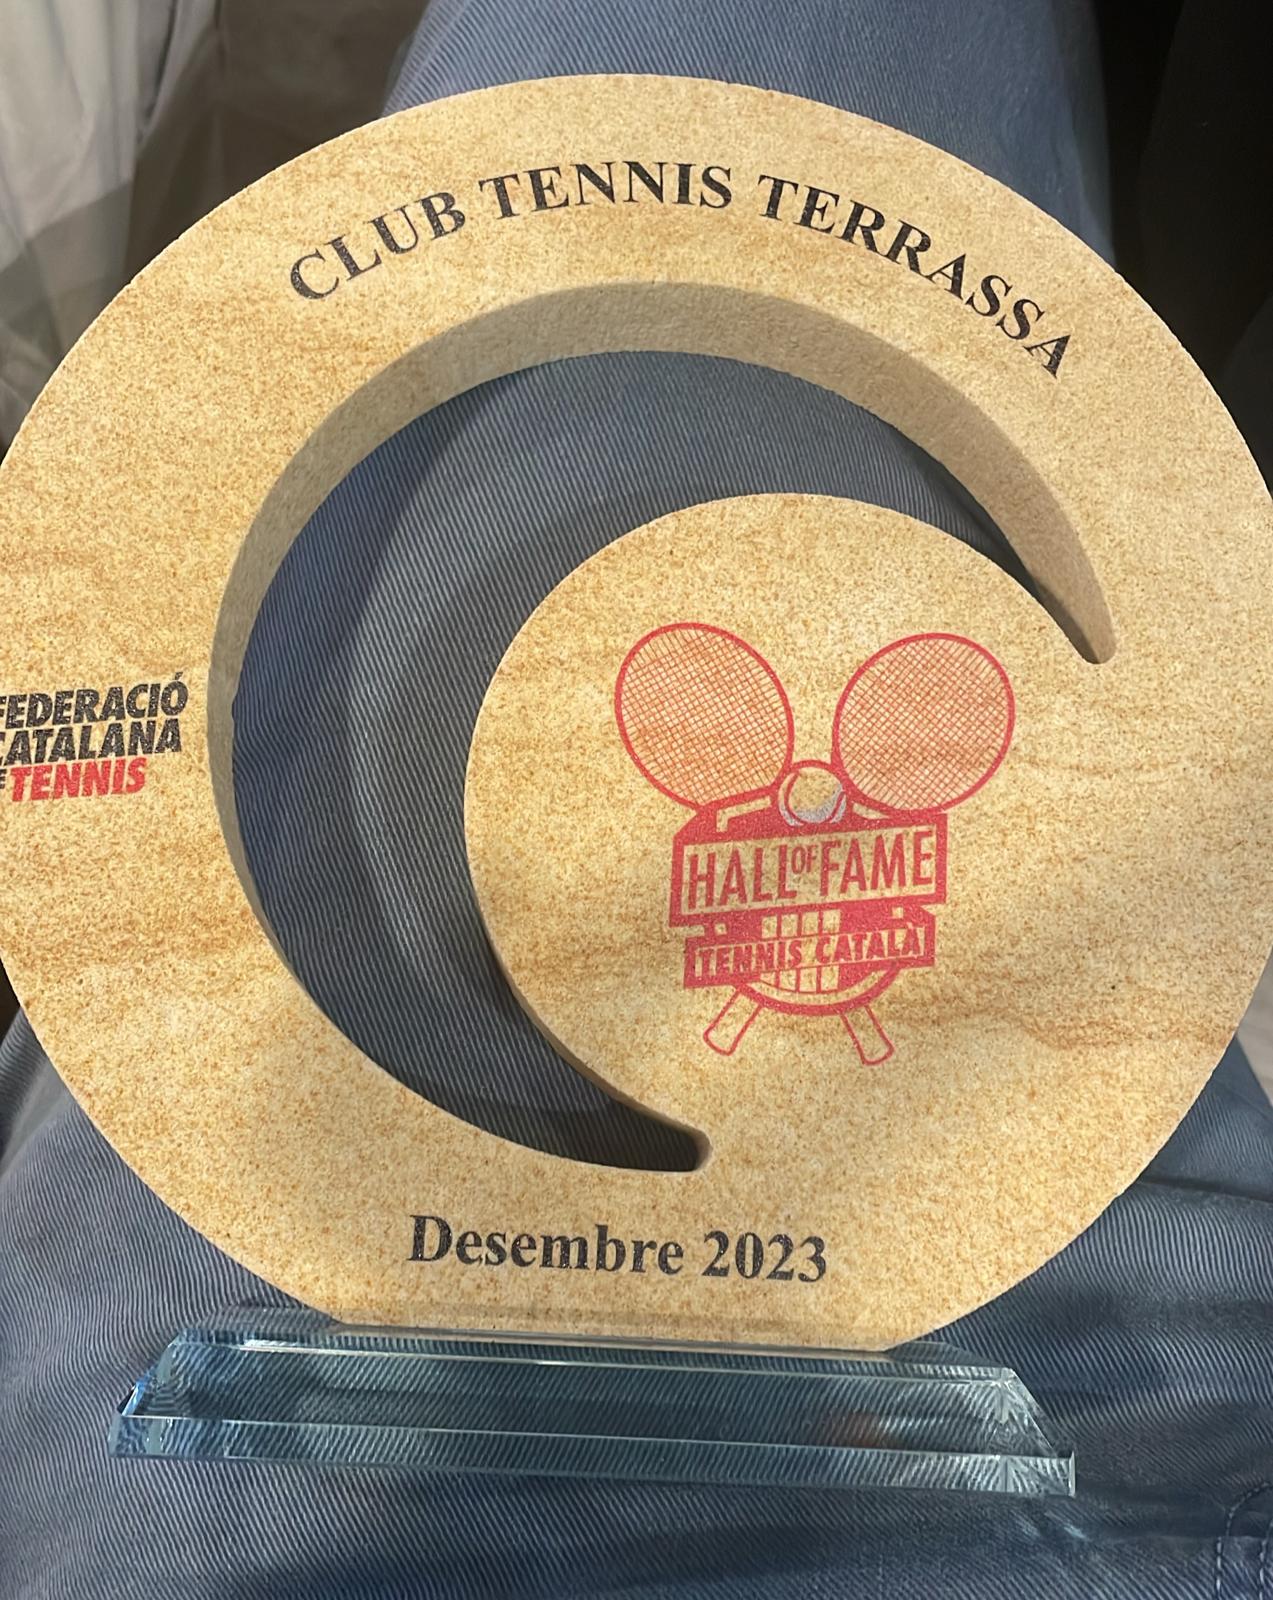 CLUB TENNIS TERRASSA
FEDERACIÓ
CATALANA
TENNIS
HALL OF FAME
TENNIS CATALÀ
Desembre 2023